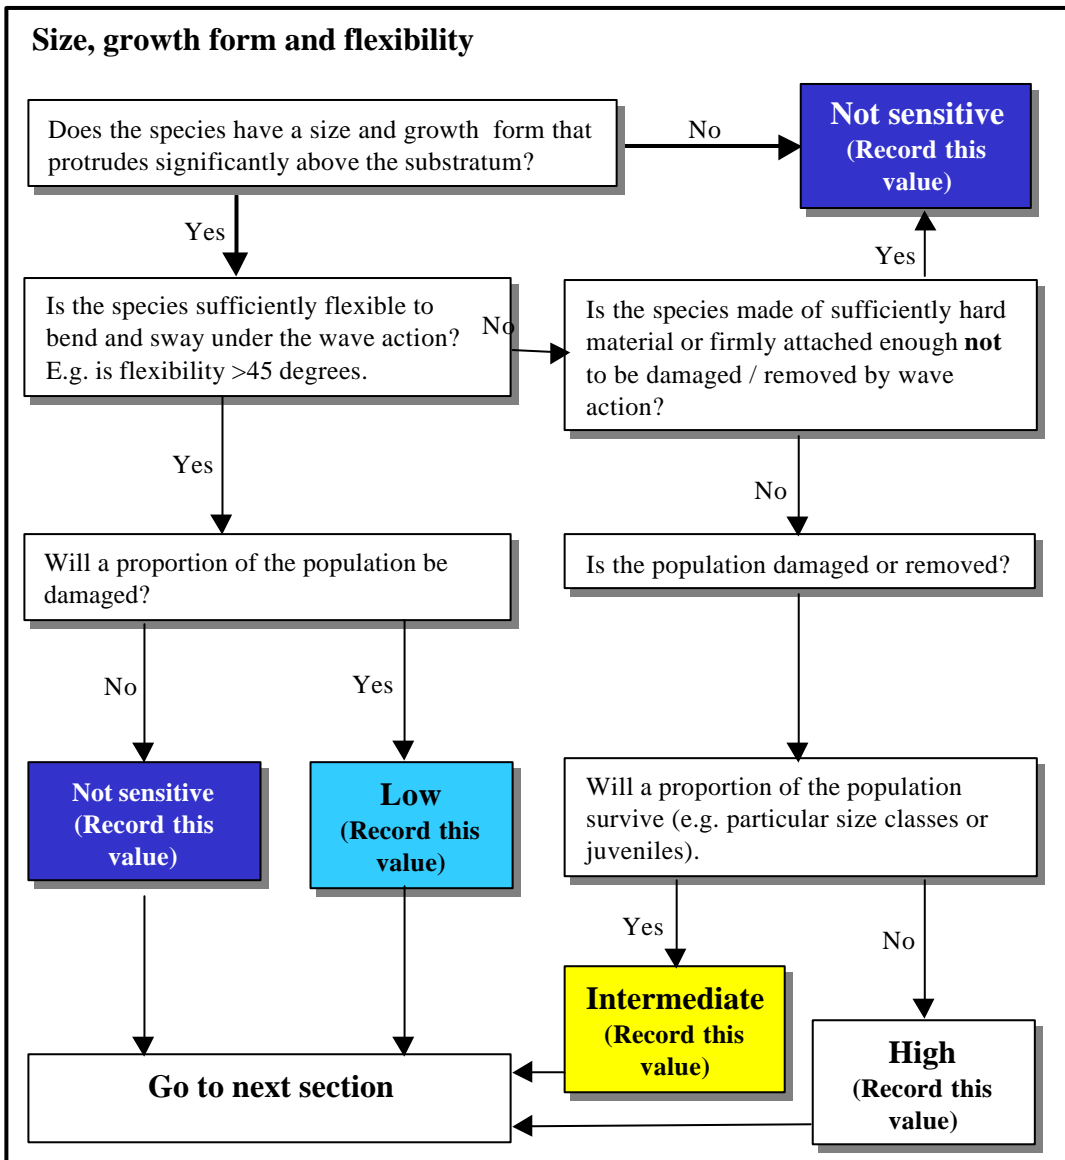 Size, growth form and flexibility
Does the species have a size and growth form that
protrudes significantly above the substratum?
No
Not sensitive
(Record this
value)
Yes
Yes
Is the species sufficiently flexible to
bend and sway under the wave action?
E.g. is flexibility >45 degrees.
No
Is the species made of sufficiently hard
material or firmly attached enough not
to be damaged / removed by wave
action?
Yes
No
Will a proportion of the population be
damaged?
Is the population damaged or removed?
No
Yes
Not sensitive
(Record this
value)
Low
(Record this
value)
Will a proportion of the population
survive (e.g. particular size classes or
juveniles).
Yes
No
Intermediate
(Record this
value)
High
(Record this
value)
Go to next section